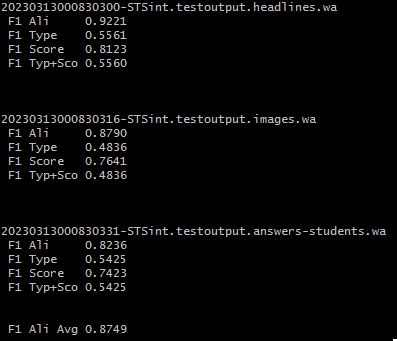 20230313000830300-STSint.testoutput.headlines.wa
F1 Ali 0.9221
F1 Type 0.5561
F1 Score 0.8123
F1 Typ+Sco 0.5560
20230313000830316-STSint.testoutput.images.wa
F1 Ali 0.8790
F1 Type 0.4836
F1 Score 0.7641
F1 Typ+Sco 0.4836
20230313000830331-STSint.testoutput.answers-students.wa
F1 Ali 0.8236
F1 Type 0.5425
F1 Score 0.7423
F1 Typ+Sco 0.5425
F1 Ali Avg 0.8749